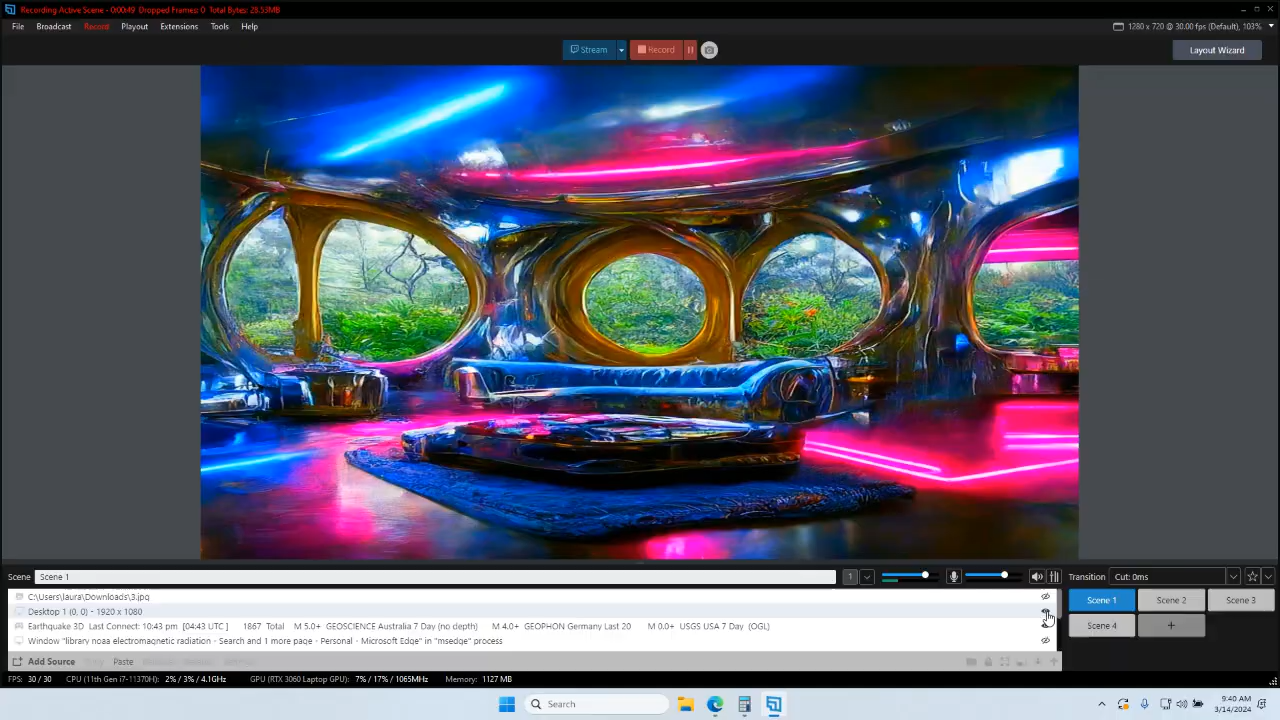 Recording Active Scene - 0:00:49 Dropped Frames: 0 Total Bytes: 28.53MB
File Broadcast Record Playout Extensions Tools Help
1280 x 720 @ 30.00 fps (Default), 103%
Stream Record
Layout Wizard
Scene Scene 1 1
Transition Cut: 0ms
C:\Users\laura\Downloads\3.jpg
Desktop 1 (0, 0) - 1920 x 1080
Earthquake 3D Last Connect: 10:43 pm [04:43 UTC ] 1867 Total M 5.0+ GEOSCIENCE Australia 7 Day (no depth) M 4.0+ GEOPHON Germany Last 20 M 0.0+ USGS USA 7 Day (OGL)
Window "library noaa electromagnetic radiation - Search and 1 more page - Personal - Microsoft Edge" in "msedge" process
Scene 1 Scene 2 Scene 3
Scene 4 +
Add Source Paste
FPS: 30 / 30 CPU (11th Gen i7-11370H): 2% / 3% / 4.1GHz GPU (RTX 3060 Laptop GPU): 7% / 17% / 1065MHz Memory: 1127 MB
Search
9:40 AM
3/14/2024